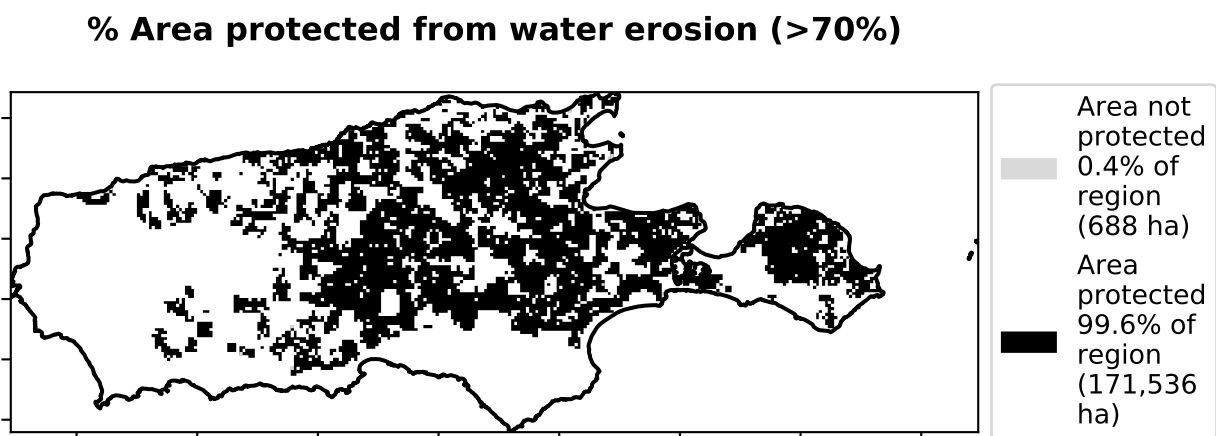 % Area protected from water erosion (>70%)
Area not
protected
0.4% of
region
(688 ha)
Area
protected
99.6% of
region
(171,536
ha)